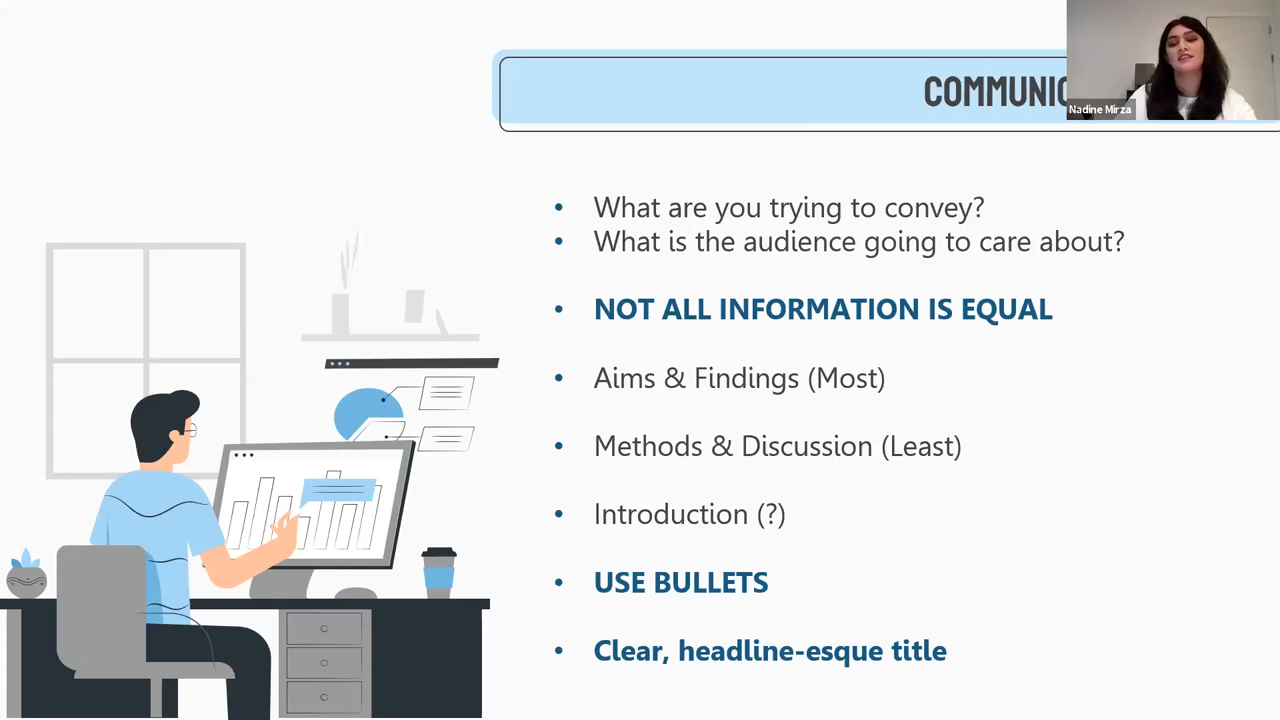 COMMUNIC
Nadine Mirza
• What are you trying to convey?
• What is the audience going to care about?
• NOT ALL INFORMATION IS EQUAL
• Aims & Findings (Most)
• Methods & Discussion (Least)
• Introduction (?)
• USE BULLETS
• Clear, headline-esque title